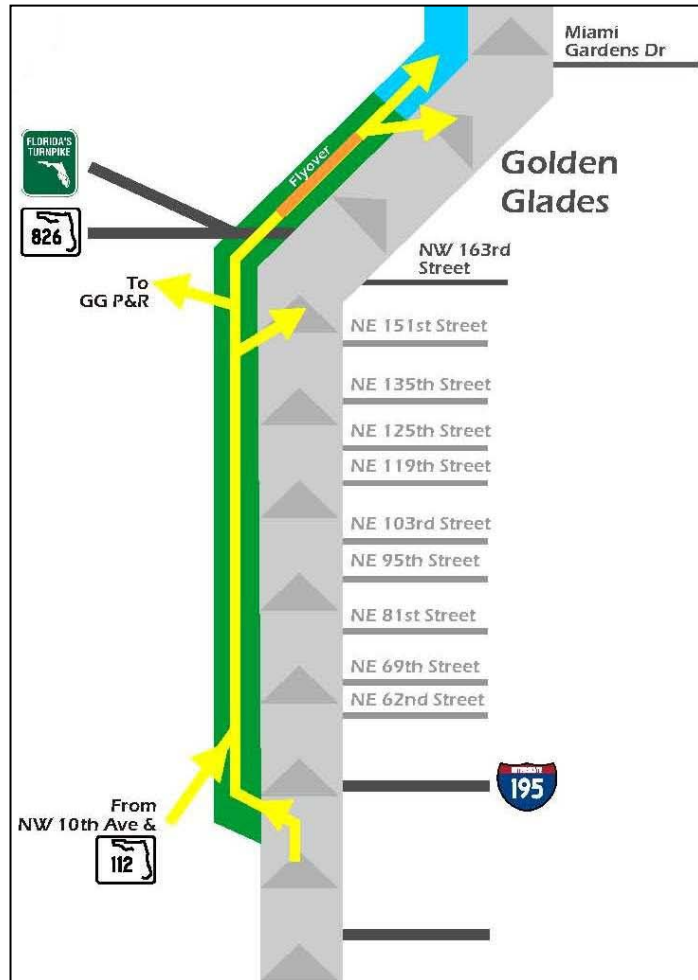 Miami
Gardens Dr
FLORIDA'S
TURNPIKE
Flyover
Golden
Glades
826
NW 163rd
Street
To
GG P&R
NE 151st Street
NE 135th Street
NE 125th Street
NE 119th Street
NE 103rd Street
NE 95th Street
NE 81st Street
NE 69th Street
NE 62nd Street
INTERSTATE
195
From
NW 10th Ave &
112